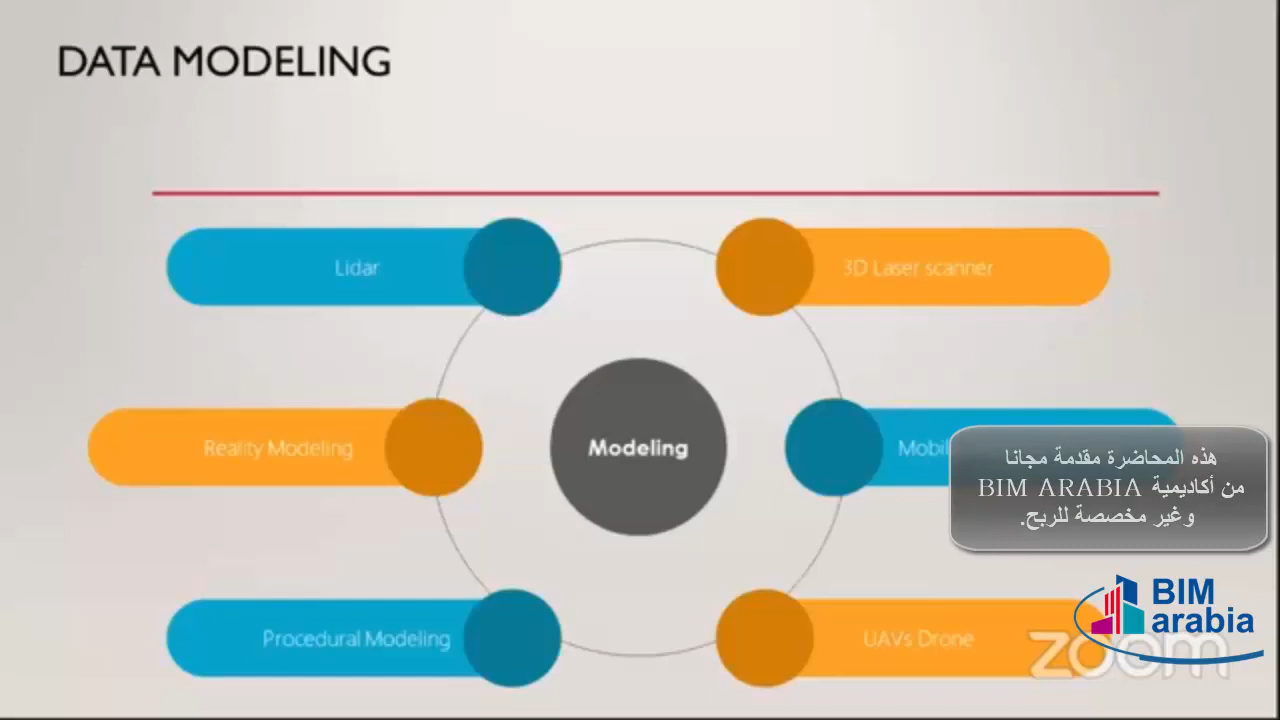 DATA MODELING
Lidar
3D Laser scanner
Reality Modeling
Modeling
هذه المحاضرة مقدمة مجانا
من أكاديمية BIM ARABIA
وغير مخصصة للربح.
Procedural Modeling
UAVs Drone
BIM
arabia
zoom